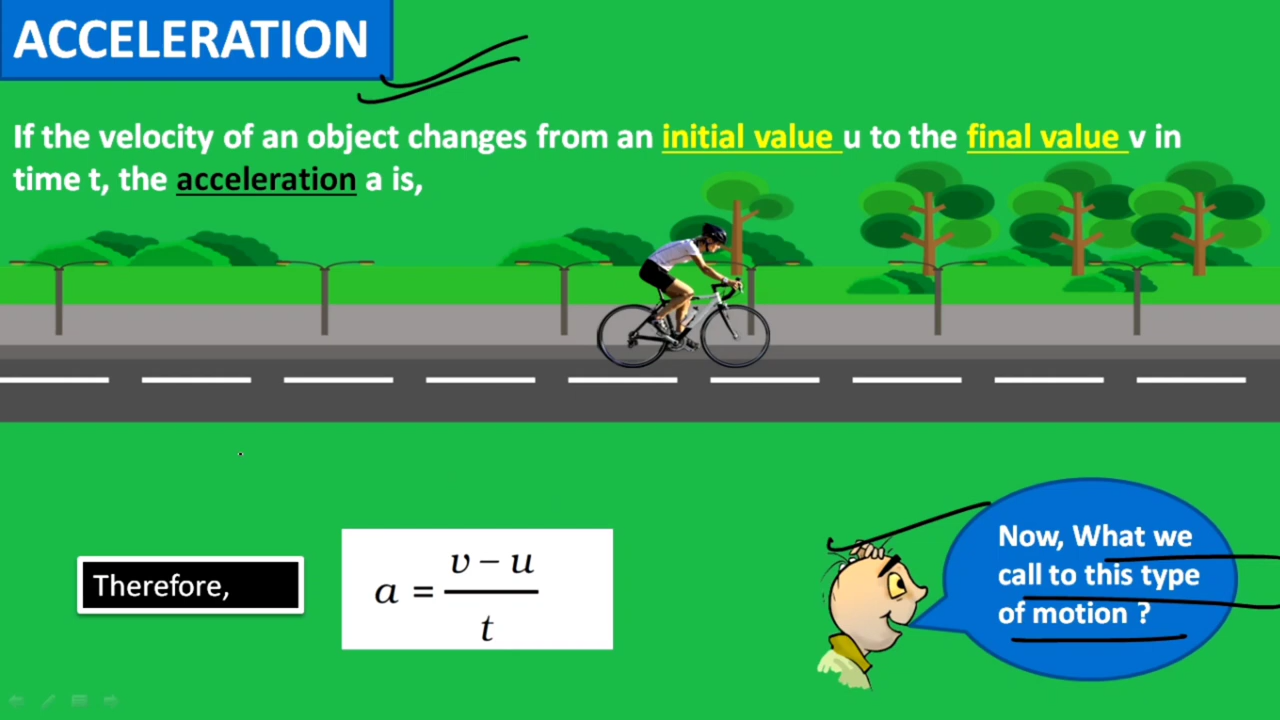 ACCELERATION
If the velocity of an object changes from an initial value u to the final value v in
time t, the acceleration a is,
Therefore,
a = v − u / t
Now, What we
call to this type
of motion ?